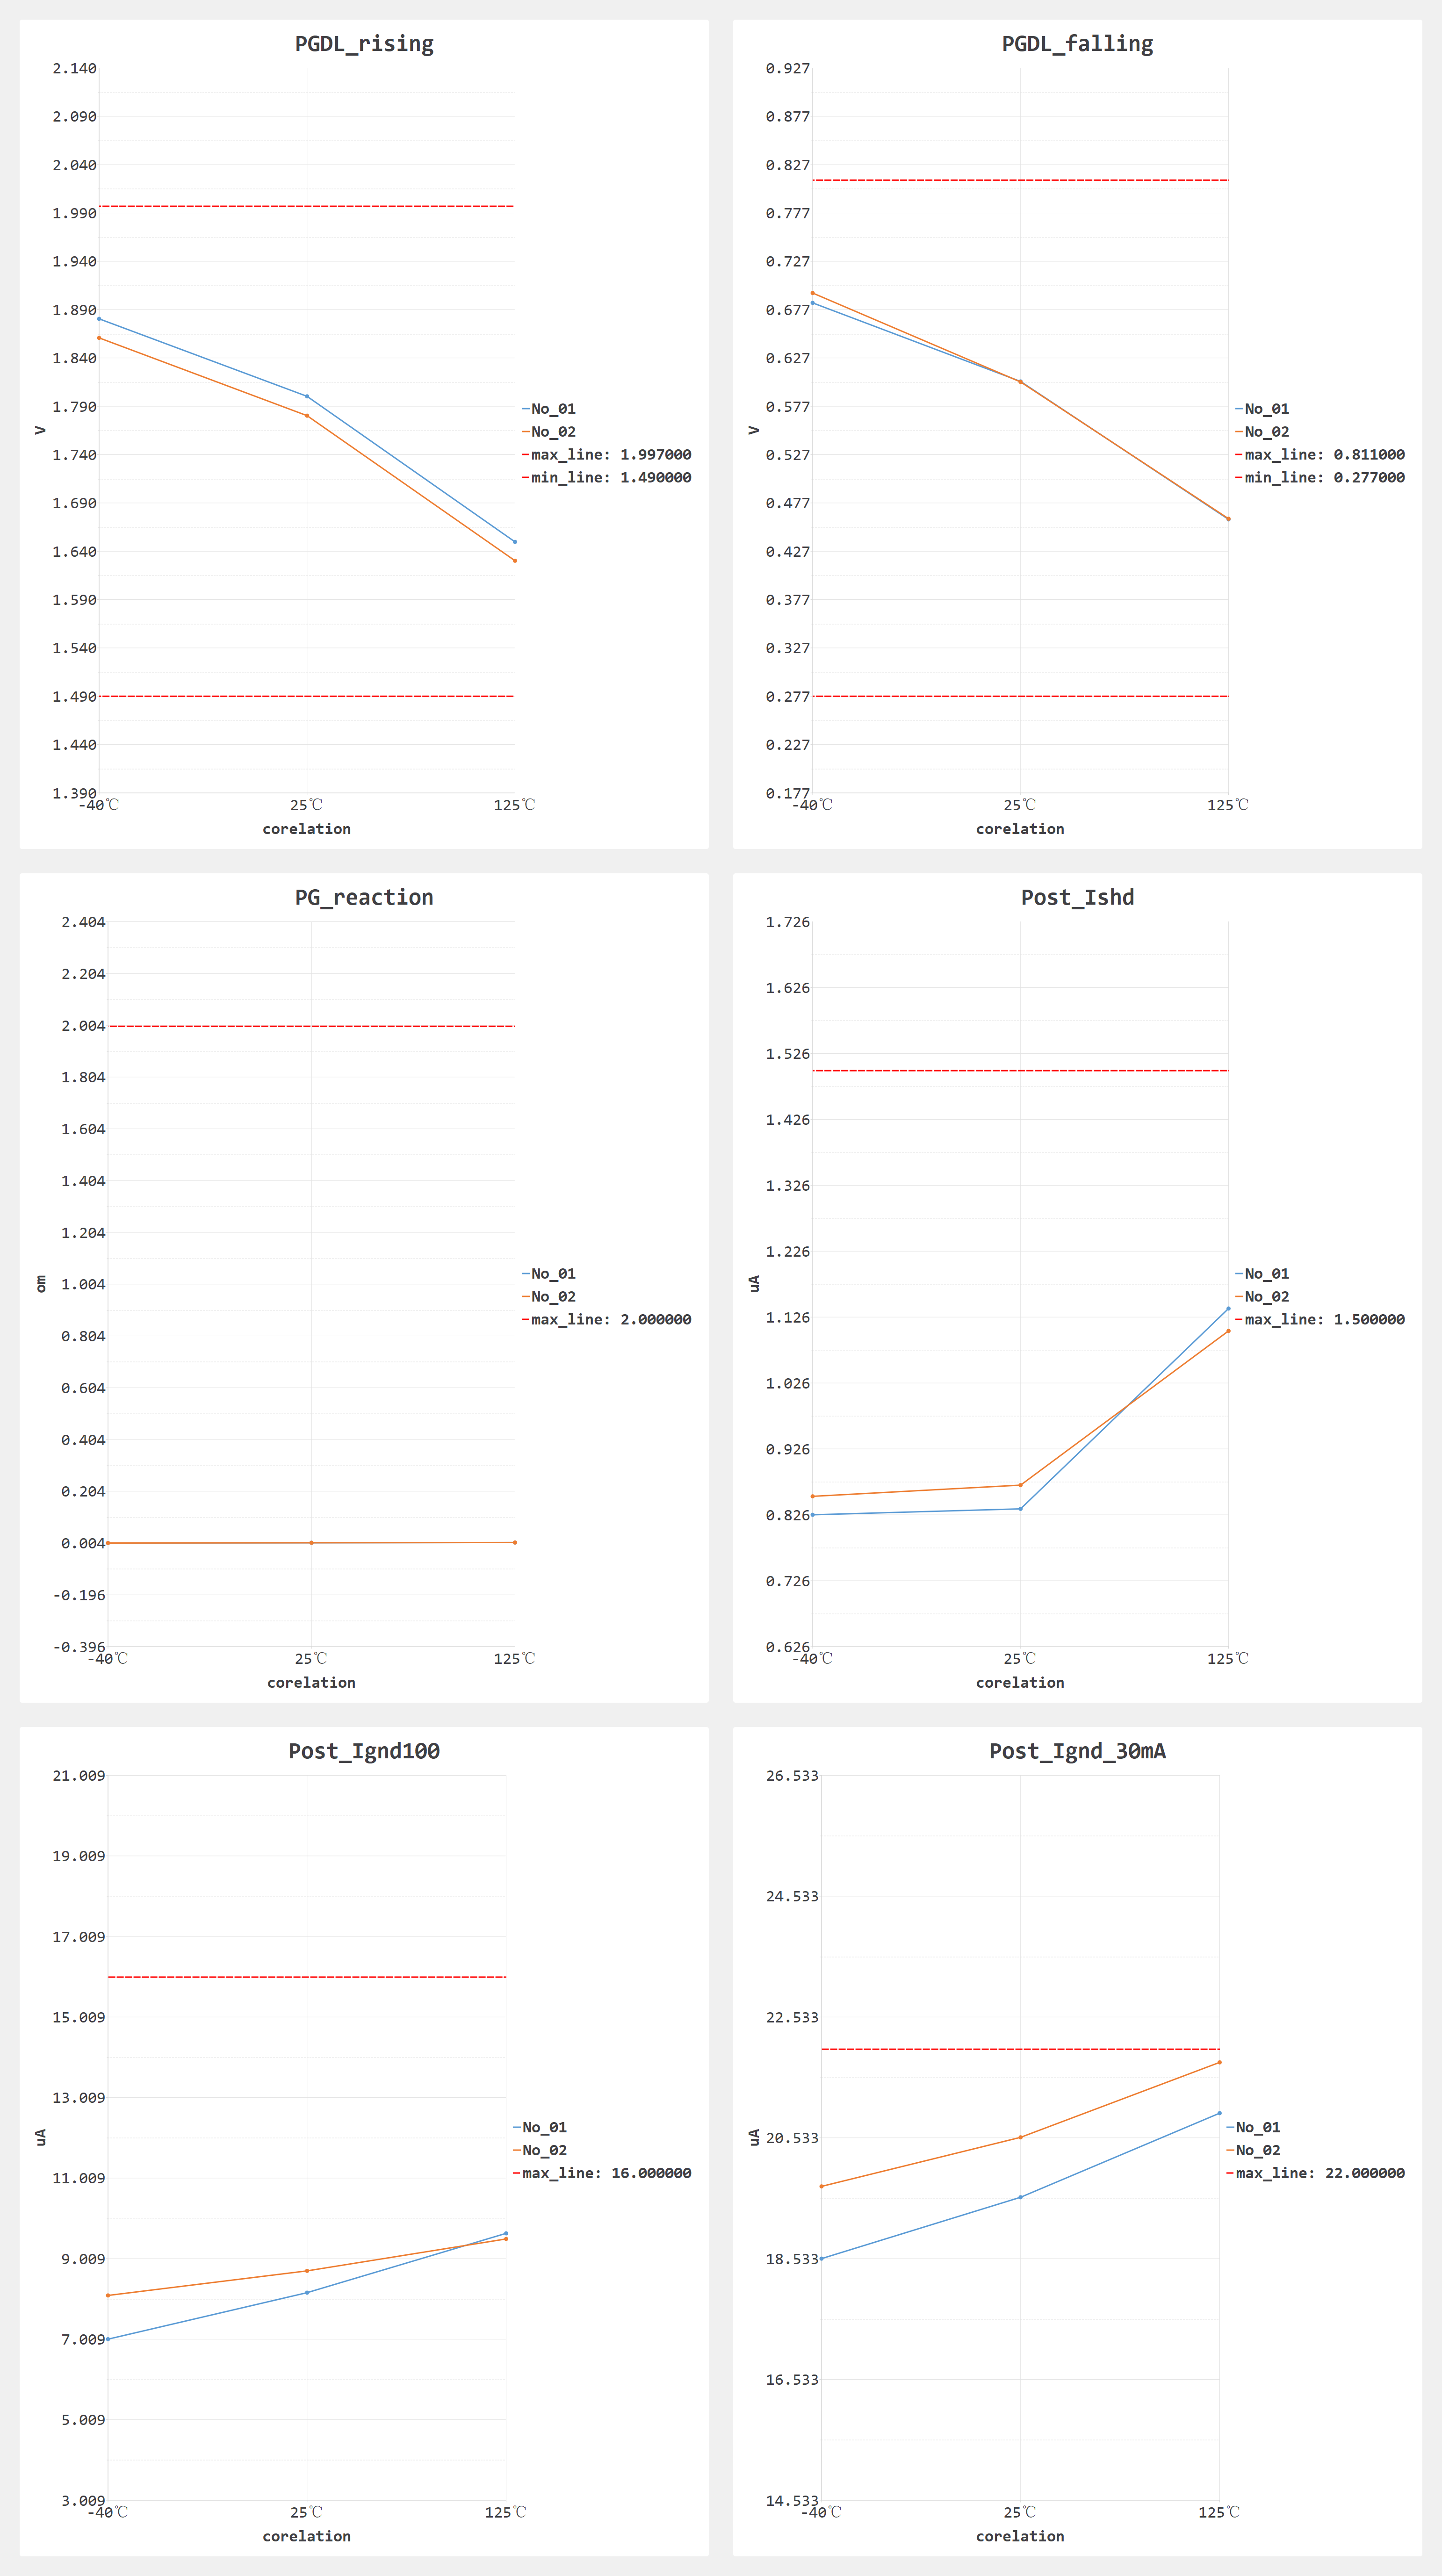 PGDL_rising
2.140
2.090
2.040
1.990
1.940
1.890
1.840
1.790
1.740
1.690
1.640
1.590
1.540
1.490
1.440
1.390
V
-40℃ 25℃ 125℃
corelation
No_01
No_02
max_line: 1.997000
min_line: 1.490000
PGDL_falling
0.927
0.877
0.827
0.777
0.727
0.677
0.627
0.577
0.527
0.477
0.427
0.377
0.327
0.277
0.227
0.177
V
-40℃ 25℃ 125℃
corelation
No_01
No_02
max_line: 0.811000
min_line: 0.277000
PG_reaction
2.404
2.204
2.004
1.804
1.604
1.404
1.204
1.004
0.804
0.604
0.404
0.204
0.004
-0.196
-0.396
om
-40℃ 25℃ 125℃
corelation
No_01
No_02
max_line: 2.000000
Post_Ishd
1.726
1.626
1.526
1.426
1.326
1.226
1.126
1.026
0.926
0.826
0.726
0.626
uA
-40℃ 25℃ 125℃
corelation
No_01
No_02
max_line: 1.500000
Post_Ignd100
21.009
19.009
17.009
15.009
13.009
11.009
9.009
7.009
5.009
3.009
uA
-40℃ 25℃ 125℃
corelation
No_01
No_02
max_line: 16.000000
Post_Ignd_30mA
26.533
24.533
22.533
20.533
18.533
16.533
14.533
uA
-40℃ 25℃ 125℃
corelation
No_01
No_02
max_line: 22.000000